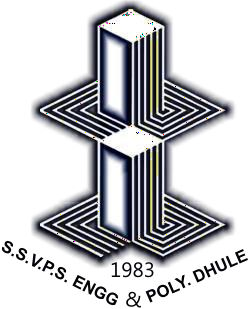 1983
S.S.V.P.S. ENGG & POLY. DHULE